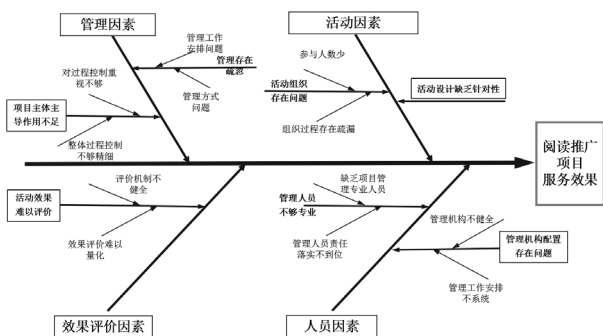 管理因素
活动因素
管理工作
安排问题
管理存在
疏忽
对过程控制重
视不够
管理方式
问题
项目主体主
导作用不足
整体过程控制
不够精细
参与人数少
活动组织
存在问题
活动设计缺乏针对性
组织过程存在疏漏
阅读推广
项目
服务效果
评价机制不
健全
活动效果
难以评价
效果评价难以
量化
缺乏项目管
理专业人员
管理人员
不够专业
管理人员责任
落实不到位
管理机构不健全
管理机构配置
存在问题
管理工作安排
不系统
效果评价因素
人员因素